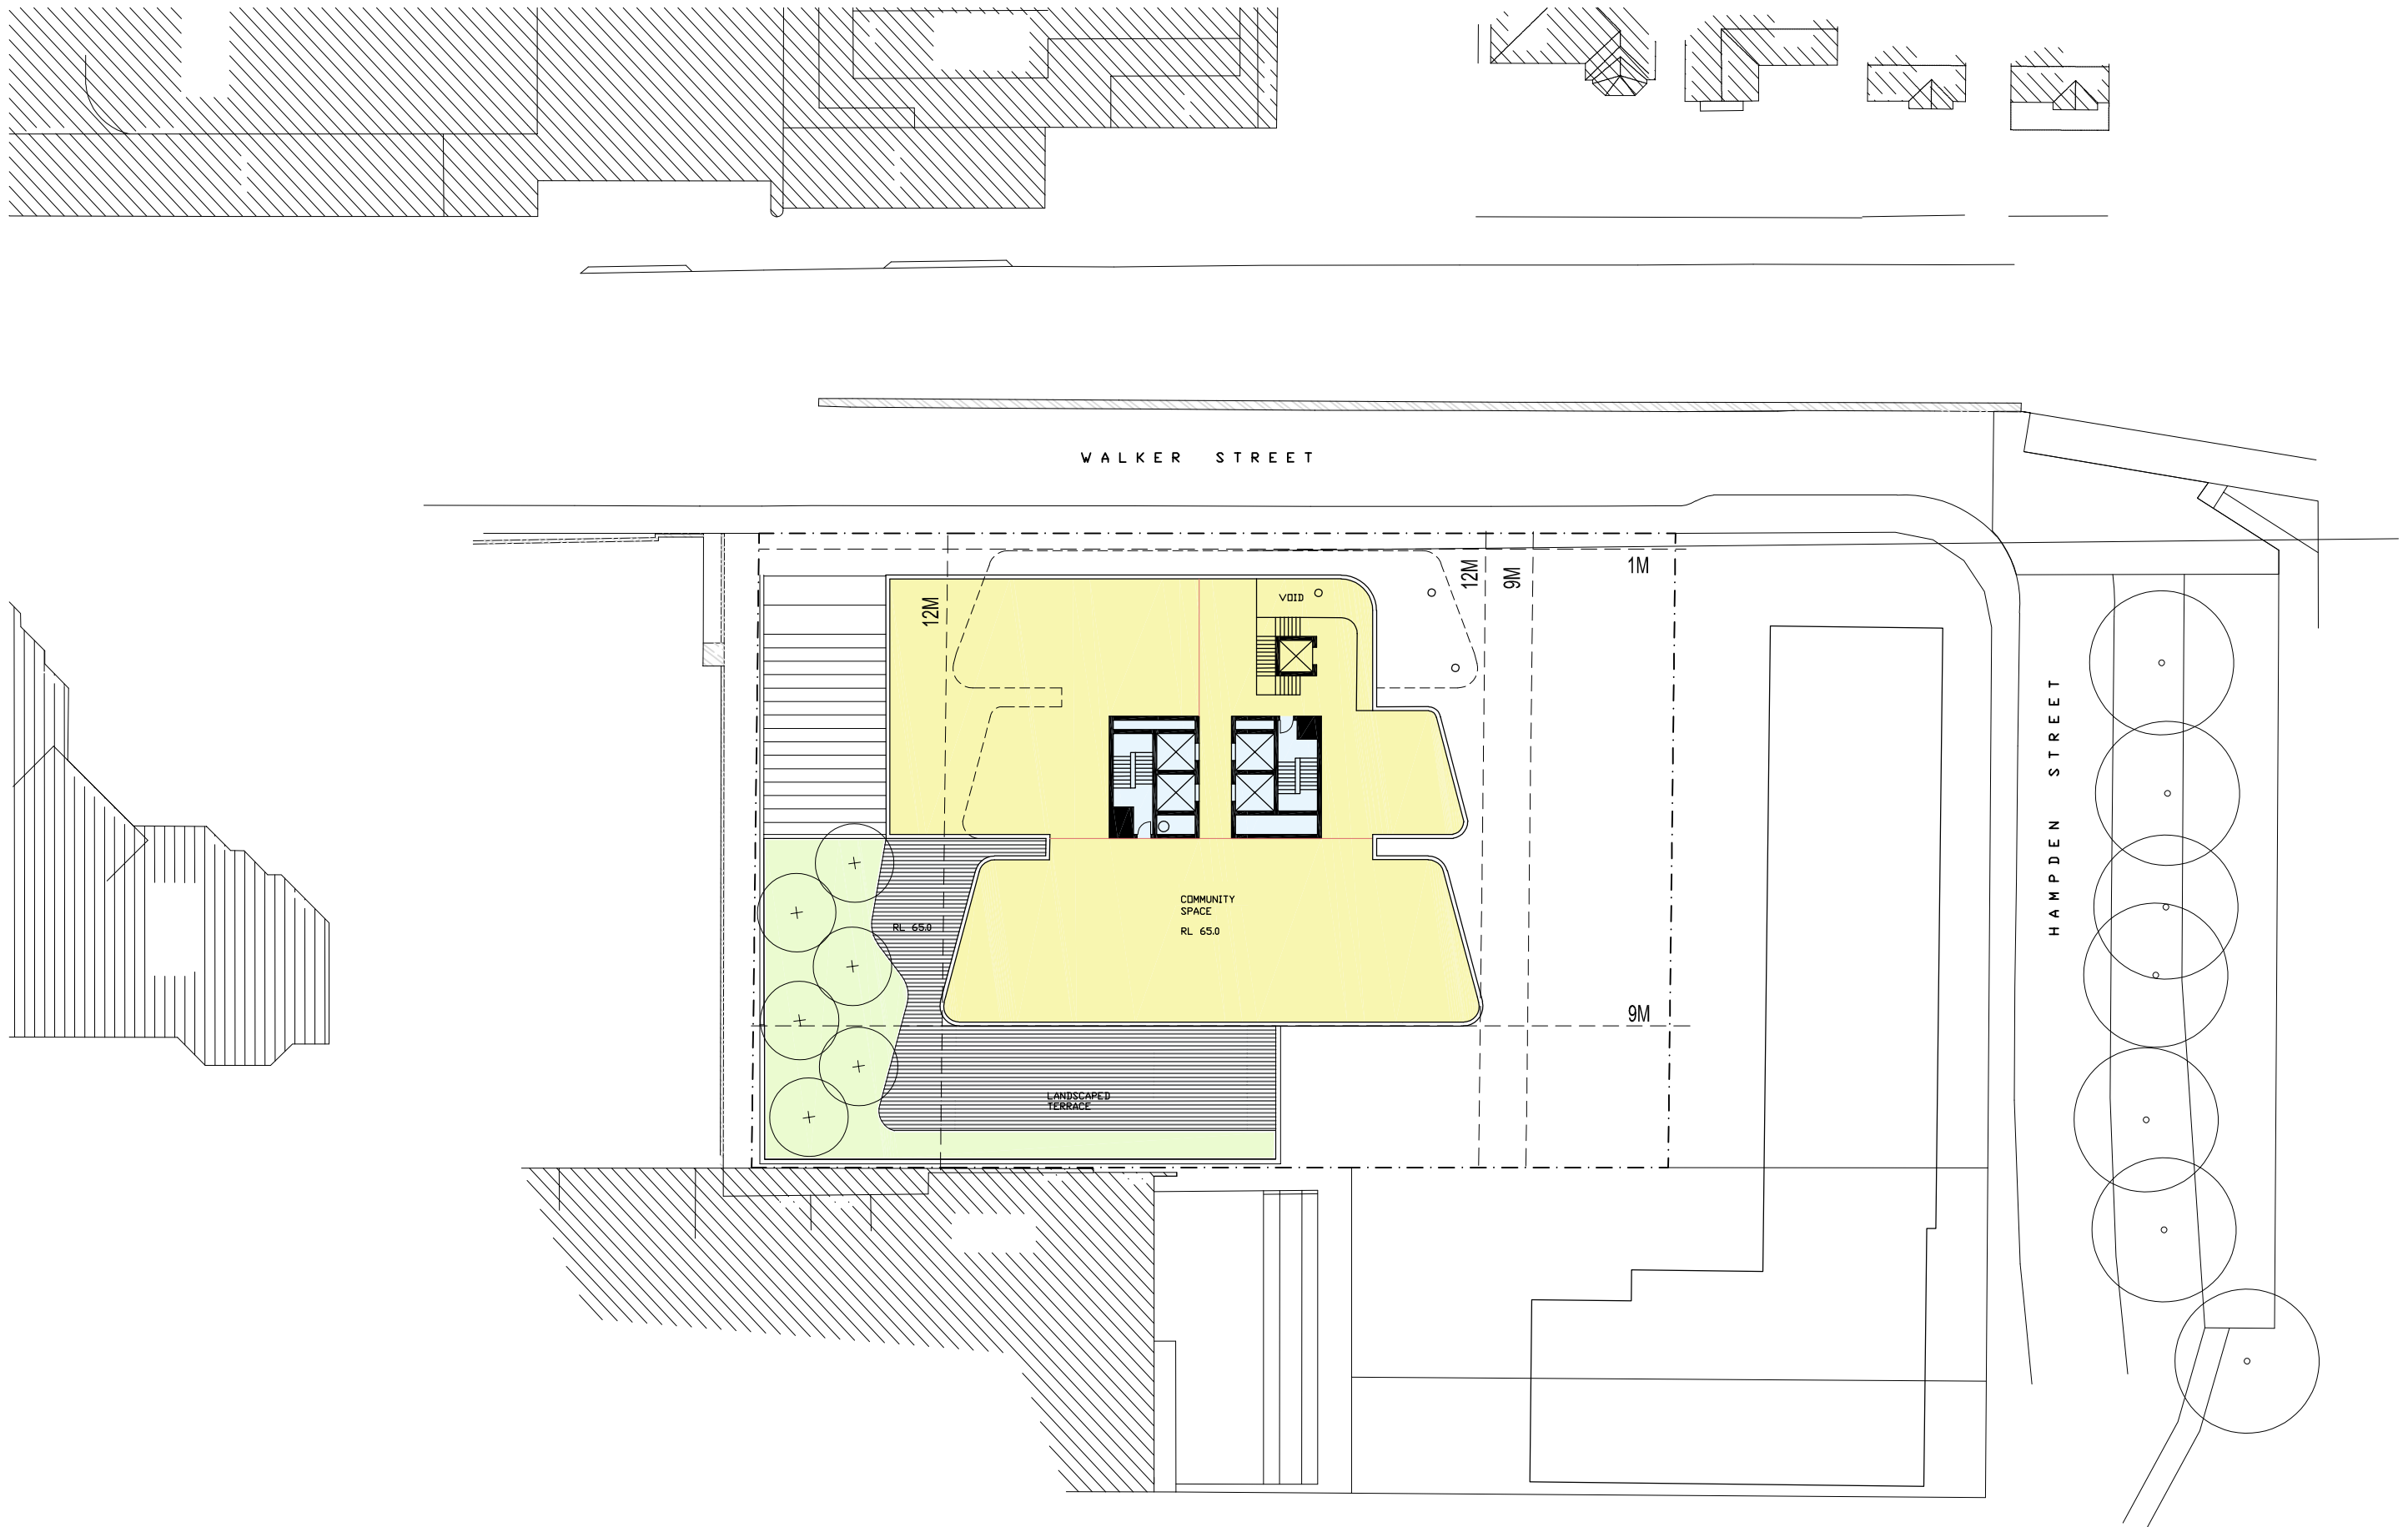 WALKER STREET
12M
9M
1M
12M
VOID
HAMPDEN STREET
COMMUNITY
SPACE
RL 65.0
RL 65.0
9M
LANDSCAPED
TERRACE